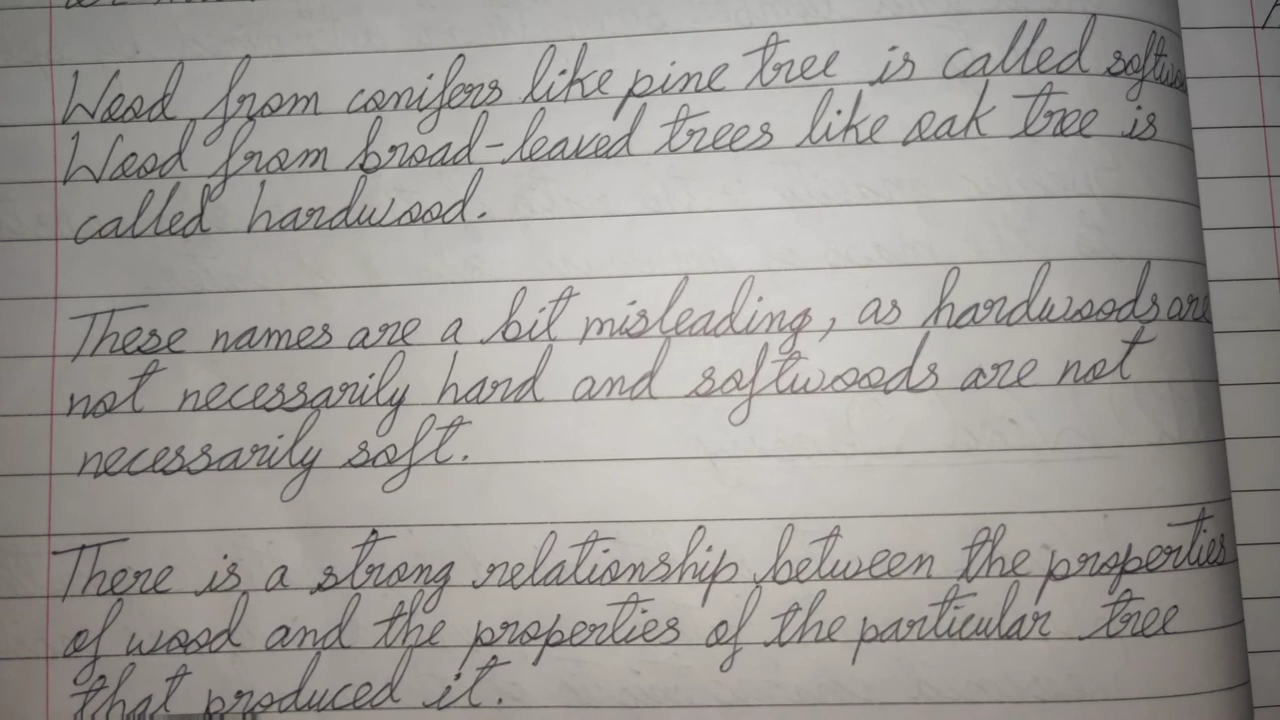 Wood from conifers like pine tree is called softwo
Wood from broad-leaved trees like oak tree is
called hardwood.
These names are a bit misleading, as hardwoods are
not necessarily hard and softwoods are not
necessarily soft.
There is a strong relationship between the properties
of wood and the properties of the particular tree
that produced it.